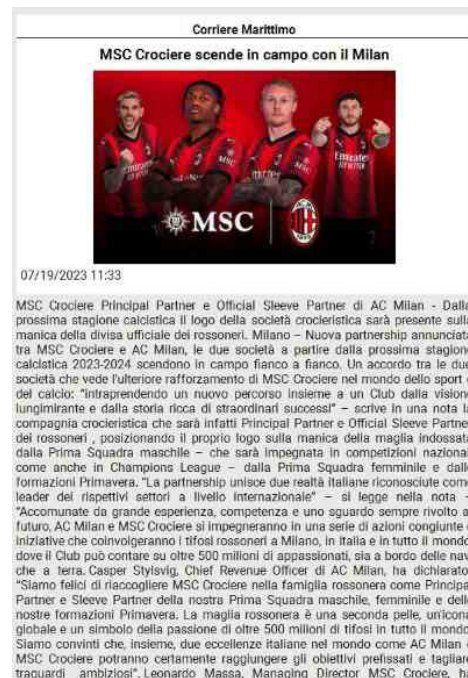 Corriere Marittimo
MSC Crociere scende in campo con il Milan
Emirates
MSC
Emirates
MSC
07/19/2023 11:33
MSC Crociere Principal Partner e Official Sleeve Partner di AC Milan - Dalla
prossima stagione calcistica il logo della società crocieristica sarà presente sulla
manica della divisa ufficiale dei rossoneri. Milano – Nuova partnership annunciata
tra MSC Crociere e AC Milan, le due società a partire dalla prossima stagione
calcistica 2023-2024 scendono in campo fianco a fianco. Un accordo tra le due
società che vede l'ulteriore rafforzamento di MSC Crociere nel mondo dello sport
del calcio: "intraprendendo un nuovo percorso insieme a un Club dalla visione
lungimirante e dalla storia ricca di straordinari successi" – scrive in una nota l
compagnia crocieristica che sarà infatti Principal Partner e Official Sleeve Partner
dei rossoneri , posizionando il proprio logo sulla manica della maglia indossata
dalla Prima Squadra maschile – che sarà impegnata in competizioni nazional
come anche in Champions League – dalla Prima Squadra femminile e dall
formazioni Primavera. "La partnership unisce due realtà italiane riconosciute come
leader dei rispettivi settori a livello internazionale" – si legge nella nota -
"Accomunate da grande esperienza, competenza e uno sguardo sempre rivolto a
futuro, AC Milan e MSC Crociere si impegneranno in una serie di azioni congiunte e
iniziative che coinvolgeranno i tifosi rossoneri a Milano, in Italia e in tutto il mondo
dove il Club può contare su oltre 500 milioni di appassionati, sia a bordo delle nav
che a terra. Casper Stylsvig, Chief Revenue Officer di AC Milan, ha dichiarato
"Siamo felici di riaccogliere MSC Crociere nella famiglia rossonera come Principa
Partner e Sleeve Partner della nostra Prima Squadra maschile, femminile e delle
nostre formazioni Primavera. La maglia rossonera è una seconda pelle, un'icona
globale e un simbolo della passione di oltre 500 milioni di tifosi in tutto il mondo
Siamo convinti che, insieme, due eccellenze italiane nel mondo come AC Milan e
MSC Crociere potranno certamente raggiungere gli obiettivi prefissati e tagliare
traguardi ambiziosi". Leonardo Massa, Managing Director MSC Crociere, ha